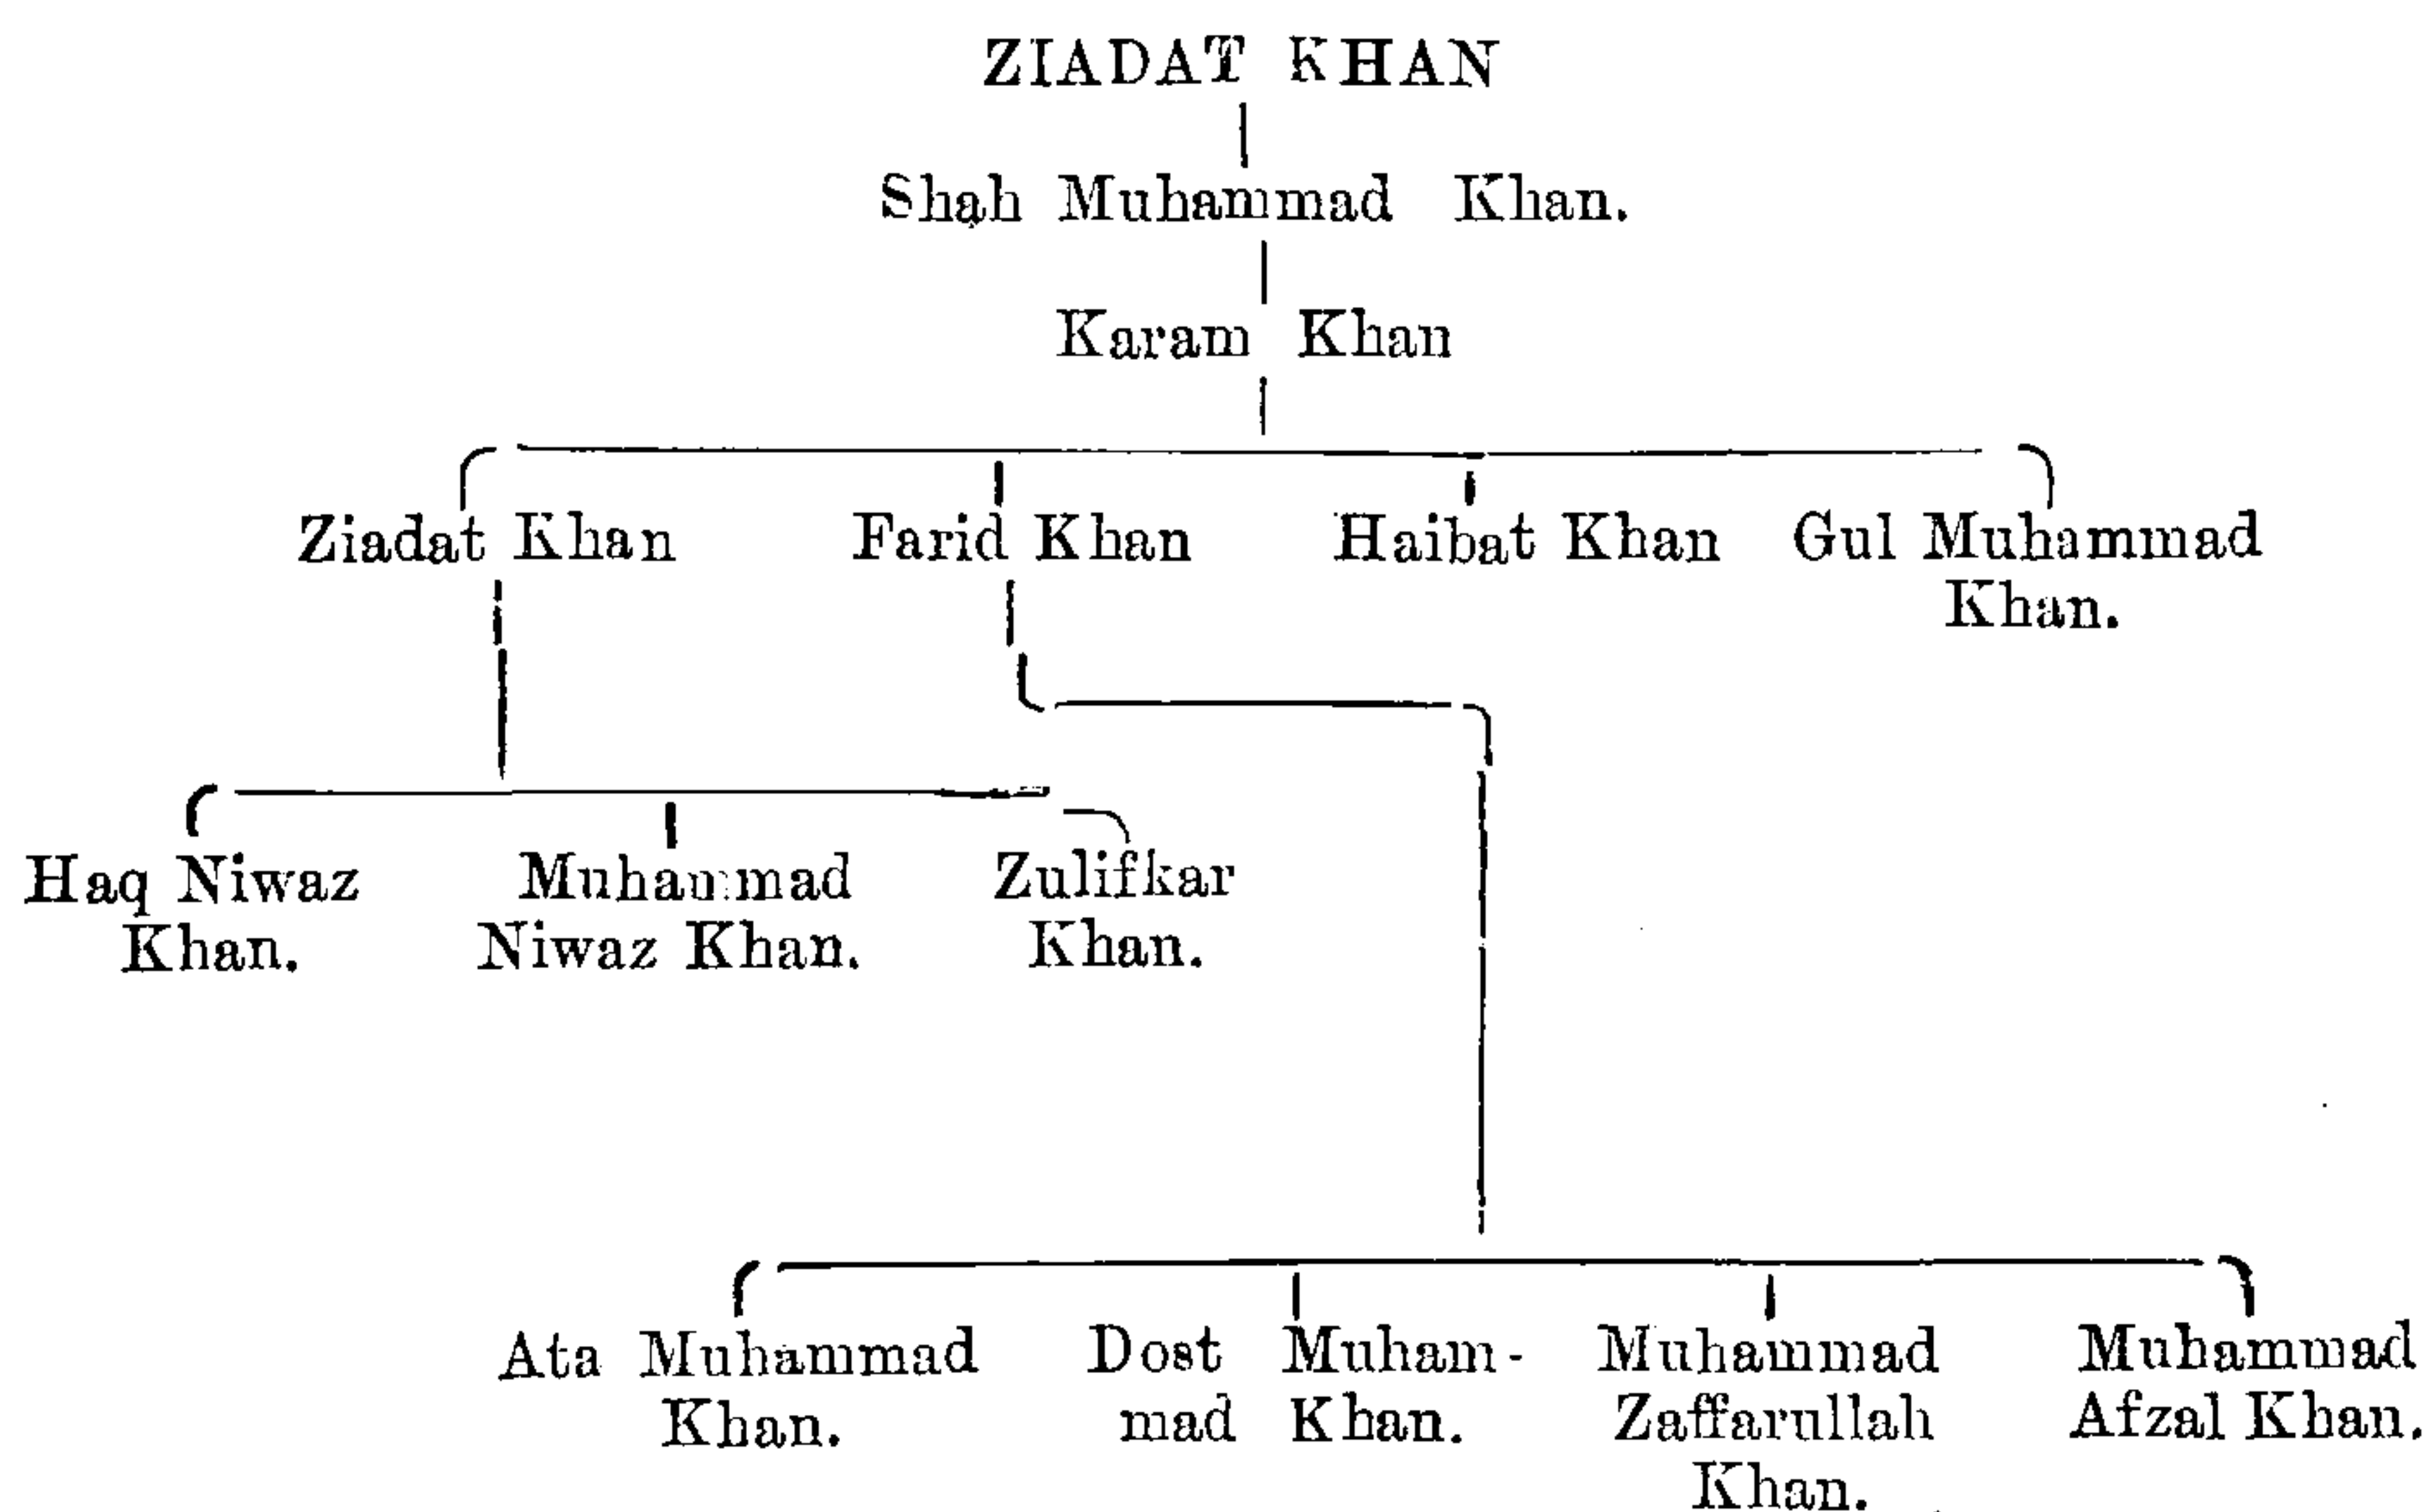 ZIADAT KHAN
Shah Muhammad Khan.
Karam Khan
Ziadat Khan Farid Khan Haibat Khan Gul Muhammad
Khan.
Haq Niwaz Muhammad Zulifkar
Khan. Niwaz Khan. Khan.
Ata Muhammad Dost Muham- Muhammad Muhammad
Khan. mad Khan. Zaffarullah Afzal Khan.
Khan.